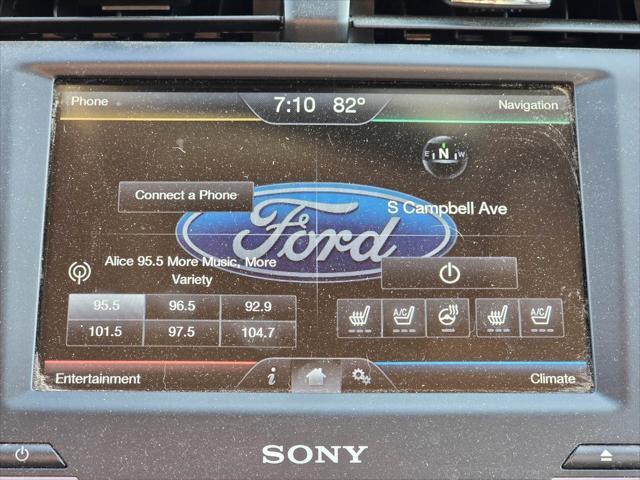 Phone
7:10 82°
Navigation
E N W
Connect a Phone
Ford
S Campbell Ave
Alice 95.5 More Music, More
Variety
95.5 96.5 92.9
101.5 97.5 104.7
A/C A/C
Entertainment
i
Climate
SONY